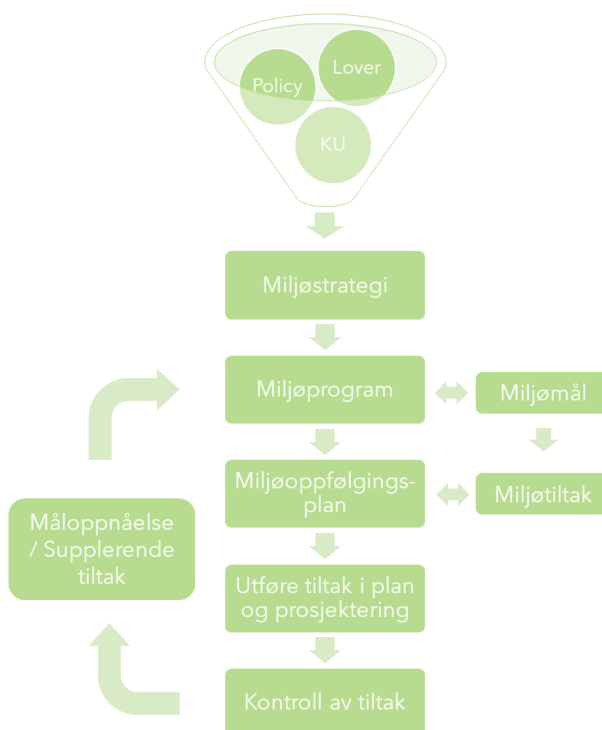 Policy
Lover
KU
Miljøstrategi
Miljøprogram
Miljømål
Miljøoppfølgings-
plan
Miljøtiltak
Måloppnåelse
/ Supplerende
tiltak
Utføre tiltak i plan
og prosjektering
Kontroll av tiltak